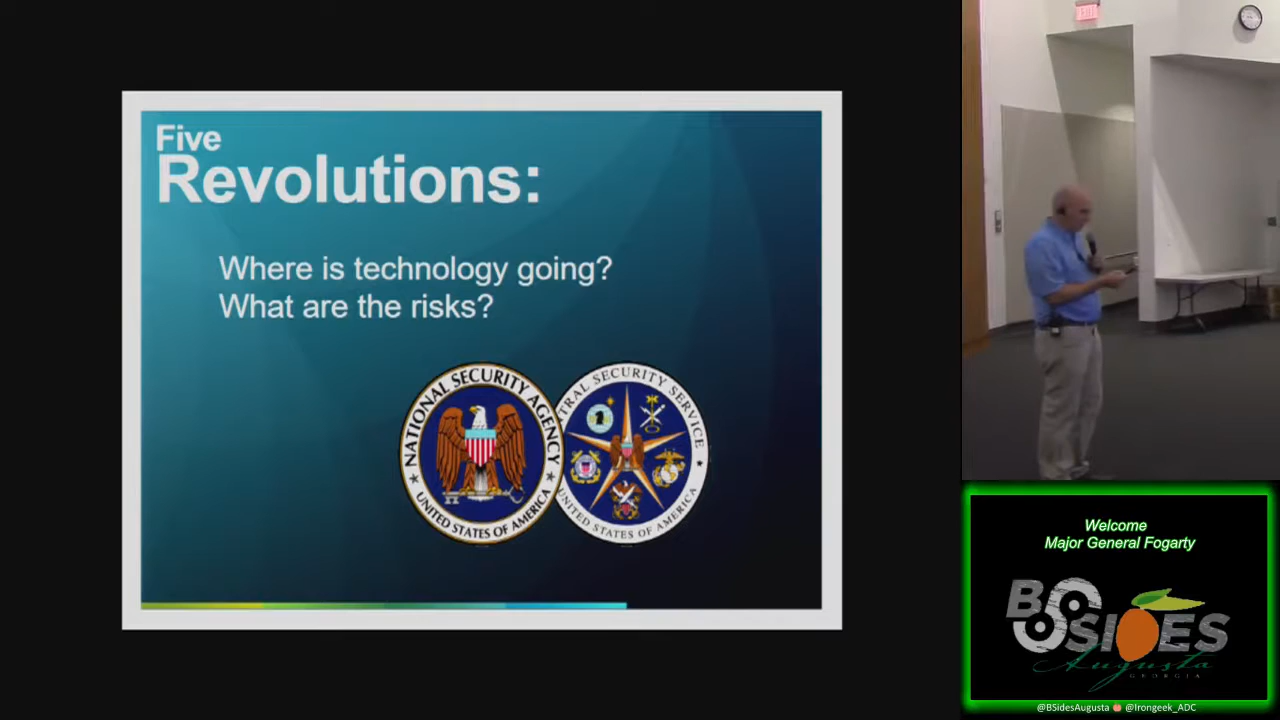 Five
Revolutions:
Where is technology going?
What are the risks?
NATIONAL SECURITY AGENCY
UNITED STATES OF AMERICA
TRAL SECURITY SERVICE
UNITED STATES OF AMERICA
EXIT
Welcome
Major General Fogarty
BSIDES
Augusta
GEORGIA
@BSidesAugusta @Irongeek_ADC